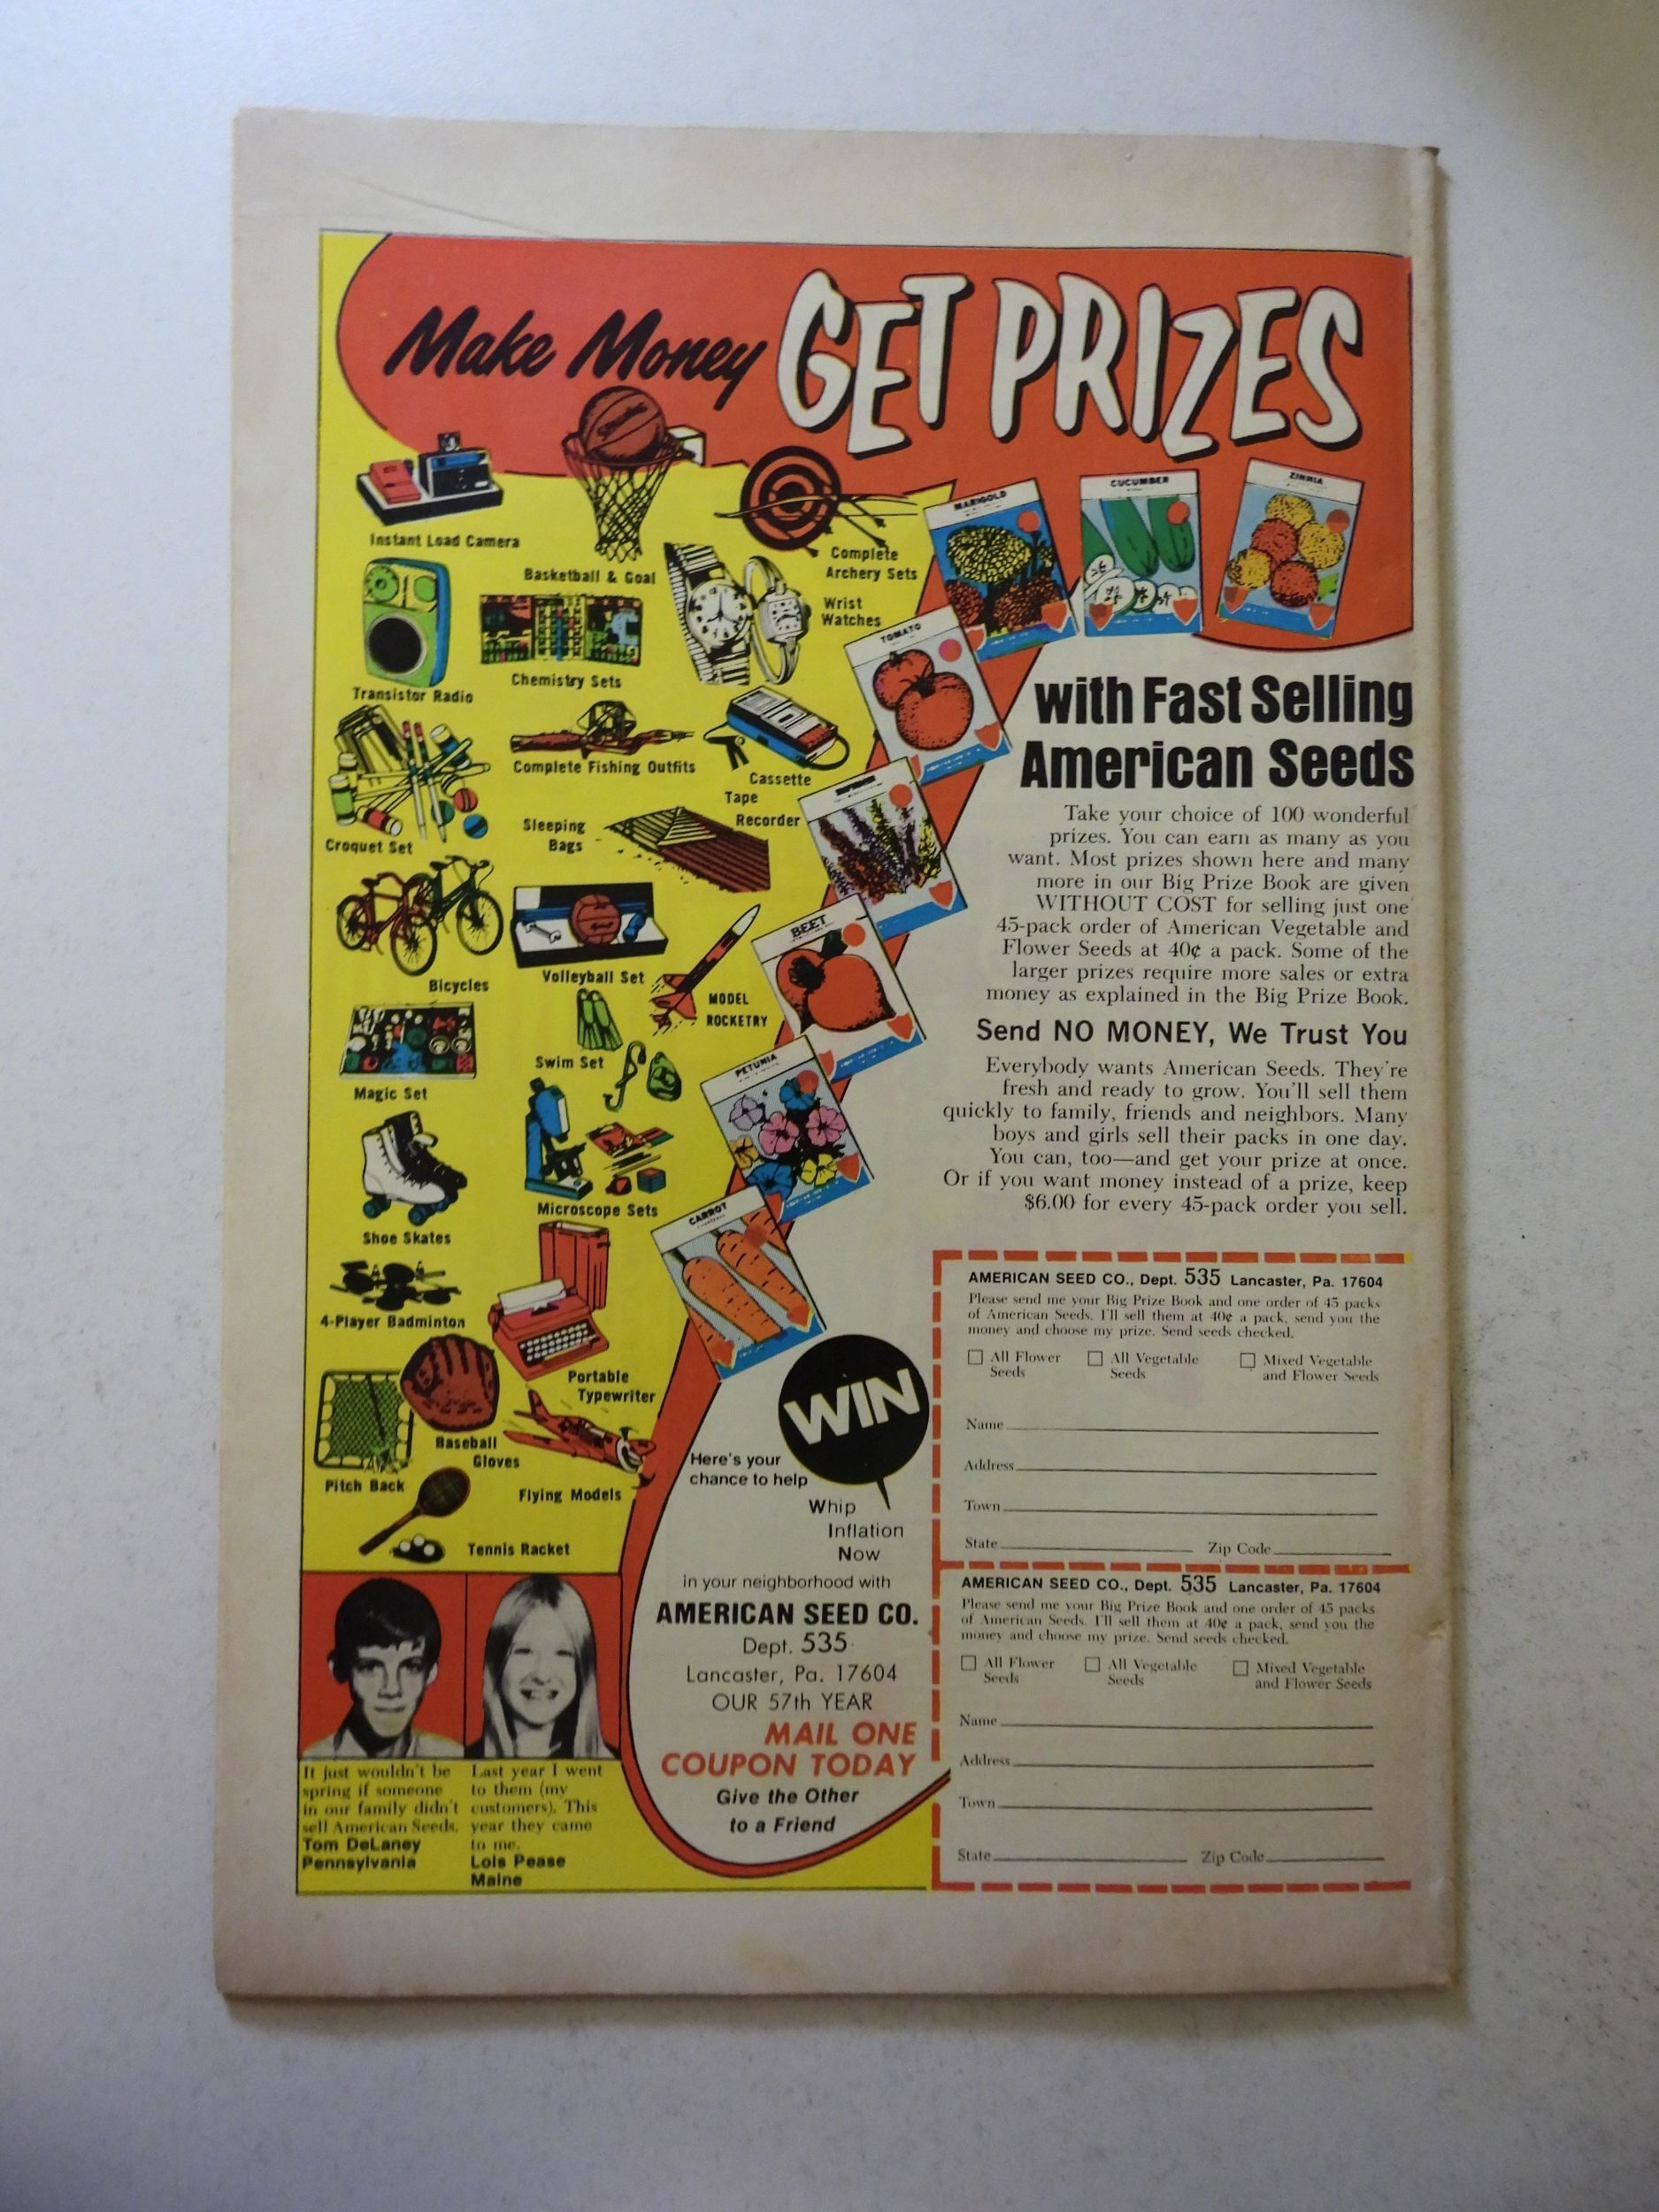 Make Money GET PRIZES
Instant Load Camera
Basketball & Goal
Complete
Archery Sets
Wrist
Watches
Transistor Radio
Chemistry Sets
Complete Fishing Outfits
Cassette
Tape
Recorder
Croquet Set
Sleeping
Bags
Bicycles
Volleyball Set
MODEL
ROCKETRY
Magic Set
Swim Set
Microscope Sets
Shoe Skates
4-Player Badminton
Portable
Typewriter
Baseball
Gloves
Pitch Back
Flying Models
Tennis Racket
MARIGOLD
CUCUMBER
ZINNIA
TOMATO
BEET
PETUNIA
CARROT
with Fast Selling
American Seeds
Take your choice of 100 wonderful
prizes. You can earn as many as you
want. Most prizes shown here and many
more in our Big Prize Book are given
WITHOUT COST for selling just one
45-pack order of American Vegetable and
Flower Seeds at 40¢ a pack. Some of the
larger prizes require more sales or extra
money as explained in the Big Prize Book.
Send NO MONEY, We Trust You
Everybody wants American Seeds. They're
fresh and ready to grow. You'll sell them
quickly to family, friends and neighbors. Many
boys and girls sell their packs in one day.
You can, too—and get your prize at once.
Or if you want money instead of a prize, keep
$6.00 for every 45-pack order you sell.
WIN
Here's your
chance to help
Whip
Inflation
Now
in your neighborhood with
AMERICAN SEED CO.
Dept. 535
Lancaster, Pa. 17604
OUR 57th YEAR
MAIL ONE
COUPON TODAY
Give the Other
to a Friend
It just wouldn't be
spring if someone
in our family didn't
sell American Seeds.
Tom DeLaney
Pennsylvania
Last year I went
to them (my
customers). This
year they came
to me.
Lois Pease
Maine
AMERICAN SEED CO., Dept. 535 Lancaster, Pa. 17604
Please send me your Big Prize Book and one order of 45 packs
of American Seeds. I'll sell them at 40¢ a pack, send you the
money and choose my prize. Send seeds checked.
All Flower
Seeds
All Vegetable
Seeds
Mixed Vegetable
and Flower Seeds
Name
Address
Town
State Zip Code
AMERICAN SEED CO., Dept. 535 Lancaster, Pa. 17604
Please send me your Big Prize Book and one order of 45 packs
of American Seeds. I'll sell them at 40¢ a pack, send you the
money and choose my prize. Send seeds checked.
All Flower
Seeds
All Vegetable
Seeds
Mixed Vegetable
and Flower Seeds
Name
Address
Town
State Zip Code